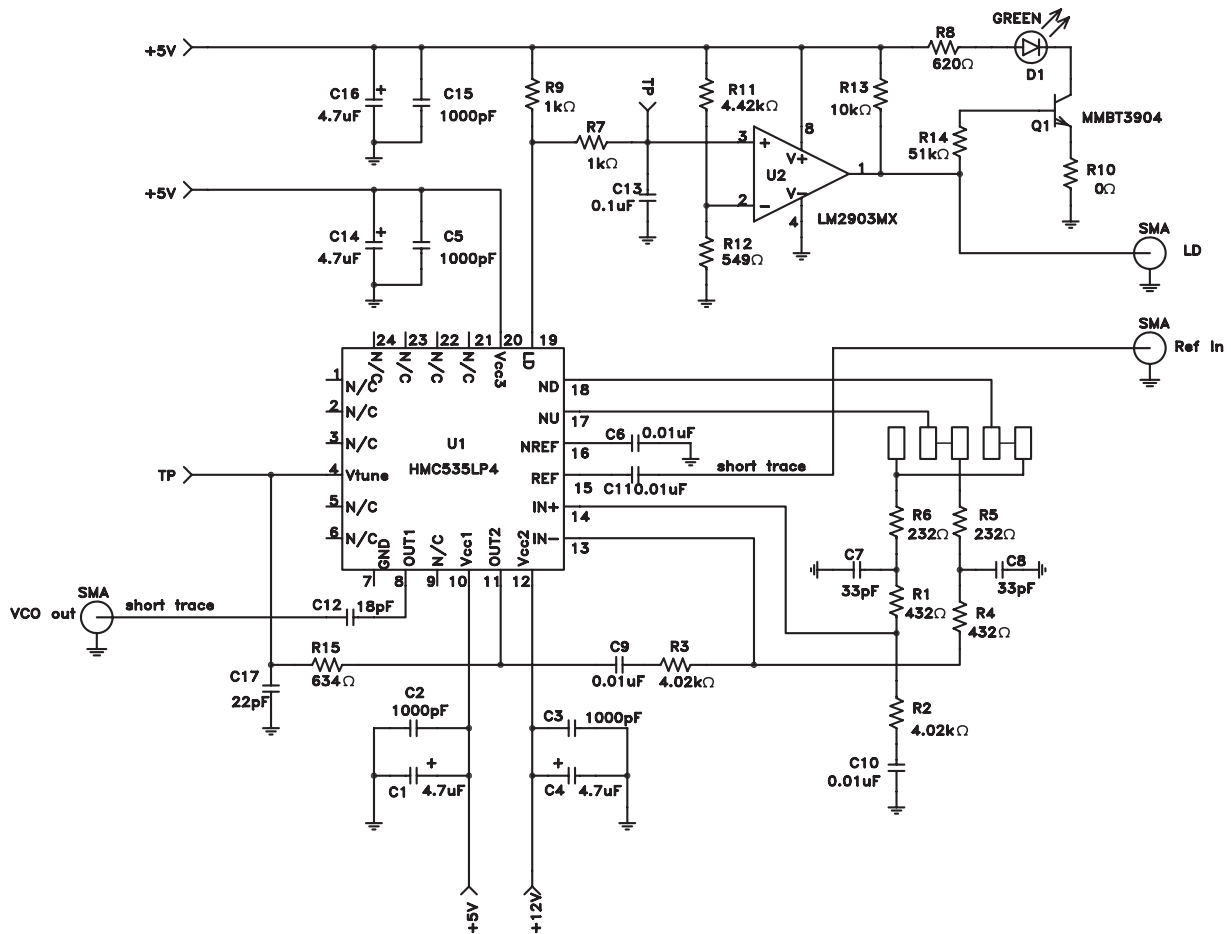 GREEN
+5V
R8
620Ω
D1
C16
4.7uF
+
C15
1000pF
R9
1kΩ
TP
R11
4.42kΩ
R13
10kΩ
8
MMBT3904
Q1
R7
1kΩ
3
+
V+
U2
1
R14
51kΩ
R10
0Ω
+5V
C13
0.1uF
2
−
V−
4
LM2903MX
C14
4.7uF
+
C5
1000pF
R12
549Ω
SMA
LD
SMA
Ref In
24
23
22
21
20
19
N/C
N/C
N/C
N/C
Vcc3
LD
1
N/C
ND
18
2
N/C
NU
17
3
N/C
U1
HMC535LP4
NREF
16
C6
0.01uF
TP
4
Vtune
REF
15
C11
0.01uF
short trace
5
N/C
IN+
14
6
N/C
IN−
13
GND
OUT1
N/C
Vcc1
OUT2
Vcc2
7
8
9
10
11
12
R6
232Ω
R5
232Ω
C7
33pF
C8
33pF
R1
432Ω
R4
432Ω
SMA
VCO out
short trace
C12
18pF
R15
634Ω
C9
0.01uF
R3
4.02kΩ
C17
22pF
C2
1000pF
C3
1000pF
R2
4.02kΩ
+
C1
4.7uF
+
C4
4.7uF
C10
0.01uF
+5V
+12V